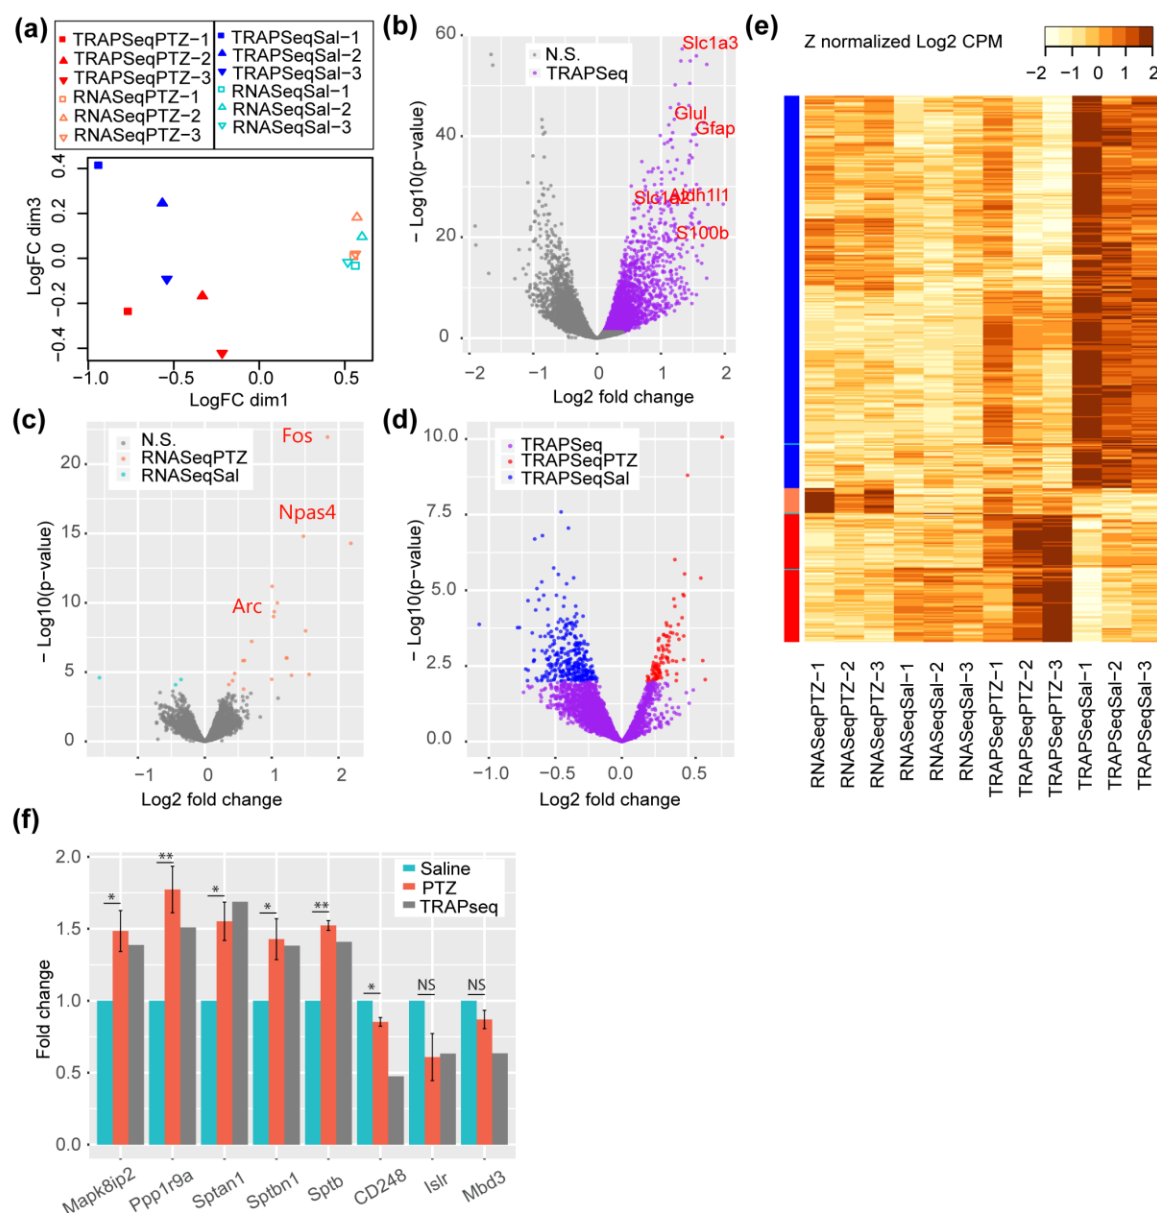 (a)
TRAPSeqPTZ-1
TRAPSeqPTZ-2
TRAPSeqPTZ-3
RNASeqPTZ-1
RNASeqPTZ-2
RNASeqPTZ-3
TRAPSeqSal-1
TRAPSeqSal-2
TRAPSeqSal-3
RNASeqSal-1
RNASeqSal-2
RNASeqSal-3
LogFC dim3
0.4
0.2
0.0
−0.2
−0.4
−1.0 −0.5 0.0 0.5
LogFC dim1
(b)
N.S.
TRAPSeq
Slc1a3
Glul
Gfap
Slc1a2
Aldh1l1
S100b
− Log10(p−value)
60
40
20
0
−2 −1 0 1 2
Log2 fold change
(c)
N.S.
RNASeqPTZ
RNASeqSal
Fos
Npas4
Arc
− Log10(p−value)
20
15
10
5
0
−1 0 1 2
Log2 fold change
(d)
TRAPSeq
TRAPSeqPTZ
TRAPSeqSal
− Log10(p−value)
10.0
7.5
5.0
2.5
0.0
−1.0 −0.5 0.0 0.5
Log2 fold change
(e)
Z normalized Log2 CPM
−2 −1 0 1 2
RNASeqPTZ−1
RNASeqPTZ−2
RNASeqPTZ−3
RNASeqSal−1
RNASeqSal−2
RNASeqSal−3
TRAPSeqPTZ−1
TRAPSeqPTZ−2
TRAPSeqPTZ−3
TRAPSeqSal−1
TRAPSeqSal−2
TRAPSeqSal−3
(f)
Saline
PTZ
TRAPseq
Fold change
2.0
1.5
1.0
0.5
0.0
* ** * * ** * NS NS
Mapk8ip2
Ppp1r9a
Sptan1
Sptbn1
Sptb
CD248
Islr
Mbd3